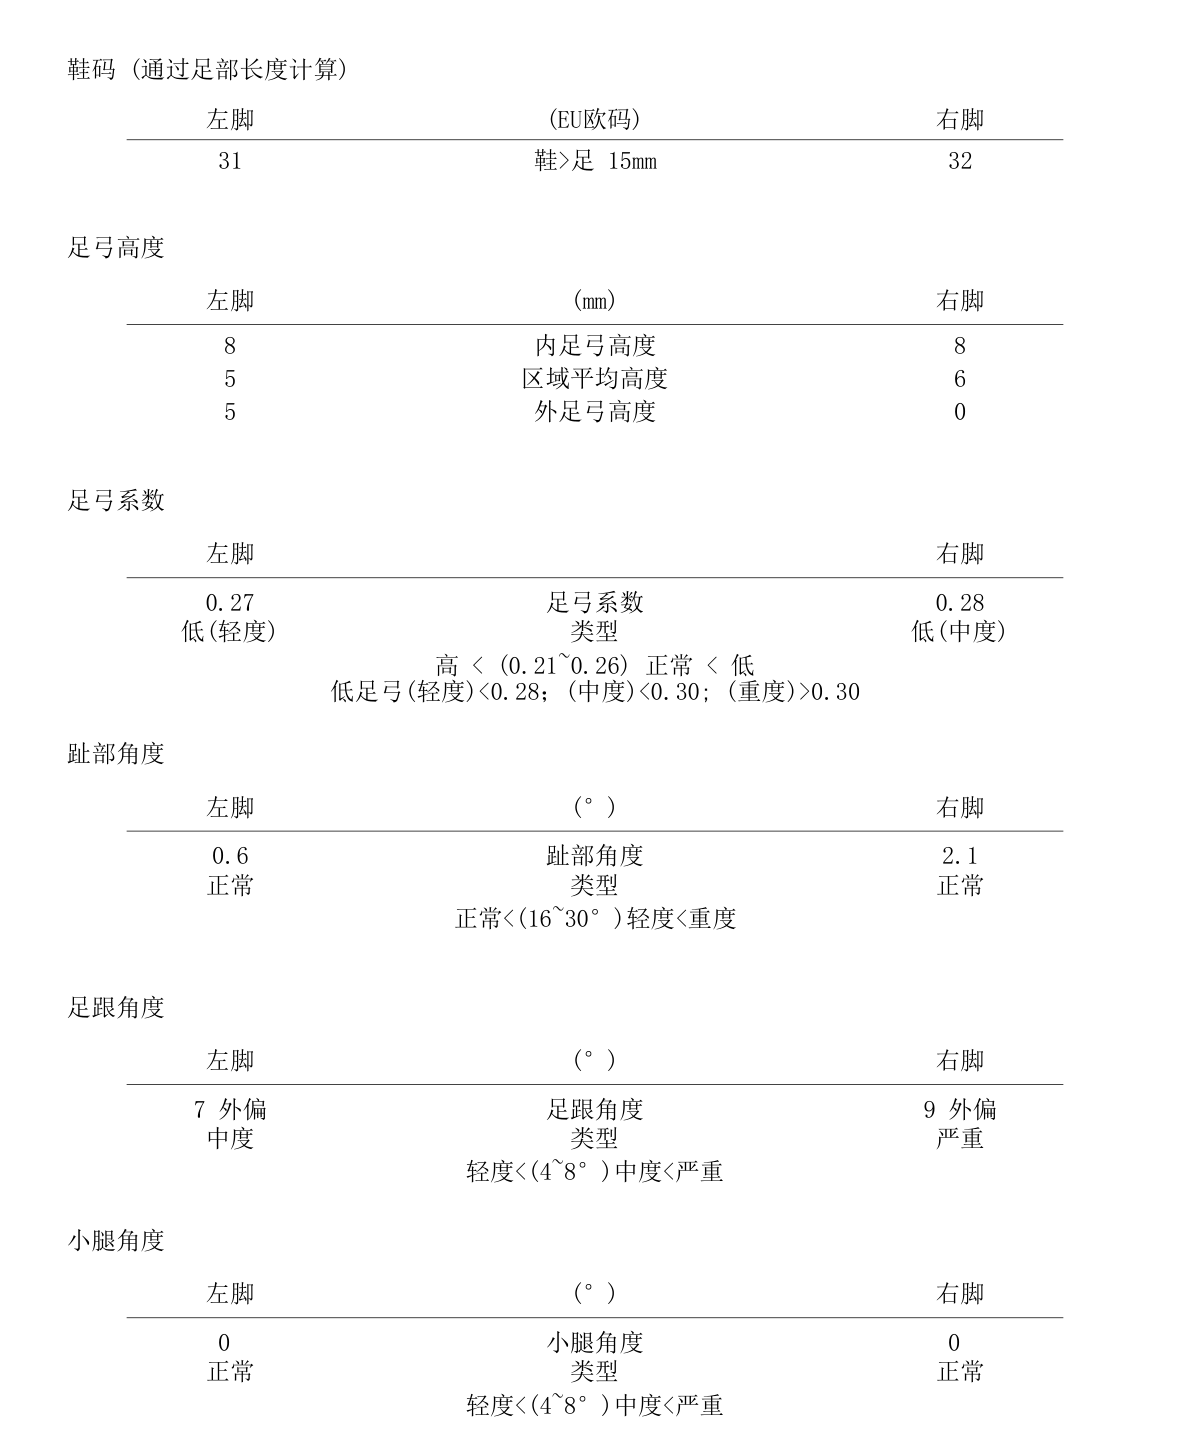 鞋码 (通过足部长度计算)
左脚 (EU欧码) 右脚
31 鞋>足 15mm 32
足弓高度
左脚 (mm) 右脚
8 内足弓高度 8
5 区域平均高度 6
5 外足弓高度 0
足弓系数
左脚 右脚
0.27 足弓系数 0.28
低(轻度) 类型 低(中度)
高 < (0.21~0.26) 正常 < 低
低足弓(轻度)<0.28; (中度)<0.30; (重度)>0.30
趾部角度
左脚 (° ) 右脚
0.6 趾部角度 2.1
正常 类型 正常
正常<(16~30° )轻度<重度
足跟角度
左脚 (° ) 右脚
7 外偏 足跟角度 9 外偏
中度 类型 严重
轻度<(4~8° )中度<严重
小腿角度
左脚 (° ) 右脚
0 小腿角度 0
正常 类型 正常
轻度<(4~8° )中度<严重